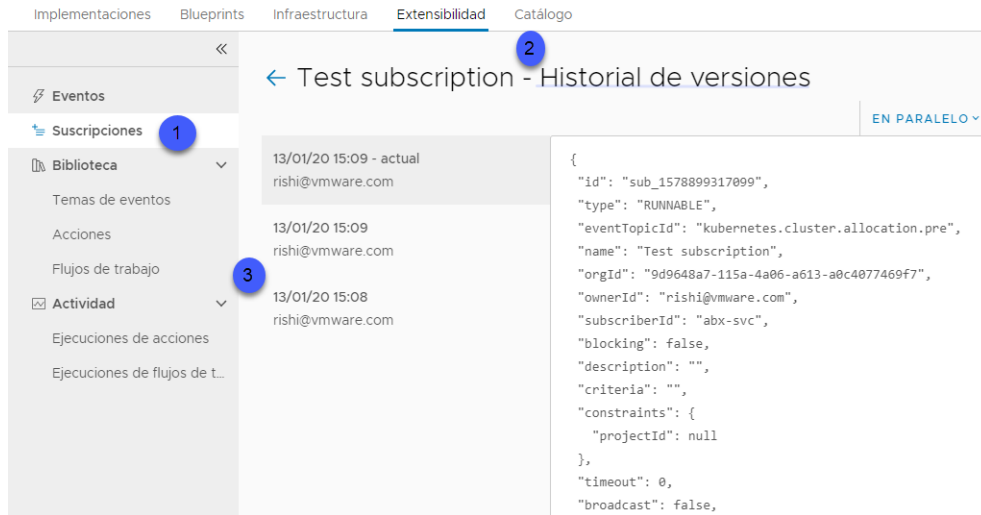 Implementaciones Blueprints Infraestructura Extensibilidad Catálogo
2
← Test subscription - Historial de versiones
Eventos
Suscripciones 1
Biblioteca
Temas de eventos
Acciones
Flujos de trabajo
3
Actividad
Ejecuciones de acciones
Ejecuciones de flujos de t...
EN PARALELO
13/01/20 15:09 - actual
rishi@vmware.com
13/01/20 15:09
rishi@vmware.com
13/01/20 15:08
rishi@vmware.com
{
"id": "sub_1578899317099",
"type": "RUNNABLE",
"eventTopicId": "kubernetes.cluster.allocation.pre",
"name": "Test subscription",
"orgId": "9d9648a7-115a-4a06-a613-a0c4077469f7",
"ownerId": "rishi@vmware.com",
"subscriberId": "abx-svc",
"blocking": false,
"description": "",
"criteria": "",
"constraints": {
"projectId": null
},
"timeout": 0,
"broadcast": false,